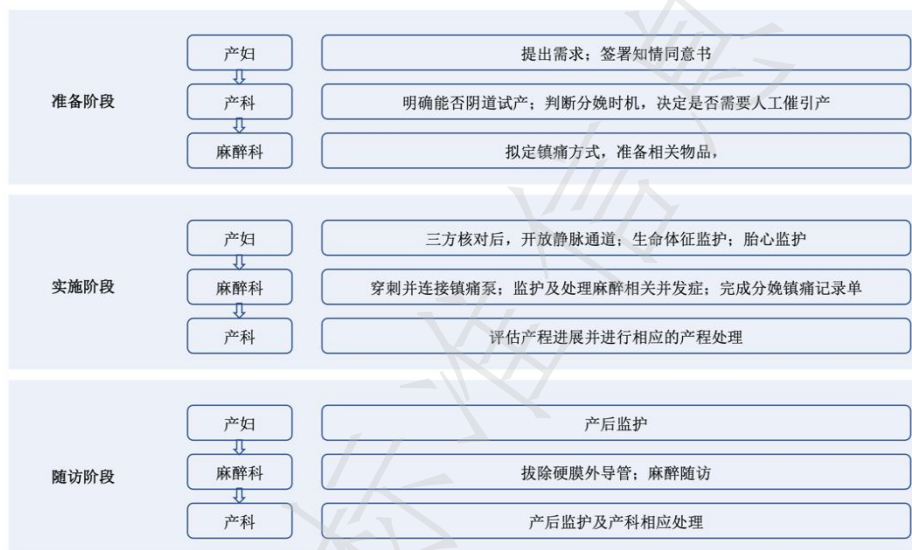 产妇
提出需求；签署知情同意书
准备阶段
产科
明确能否阴道试产；判断分娩时机，决定是否需要人工催引产
麻醉科
拟定镇痛方式，准备相关物品，
产妇
三方核对后，开放静脉通道；生命体征监护；胎心监护
实施阶段
麻醉科
穿刺并连接镇痛泵；监护及处理麻醉相关并发症；完成分娩镇痛记录单
产科
评估产程进展并进行相应的产程处理
产妇
产后监护
随访阶段
麻醉科
拔除硬膜外导管；麻醉随访
产科
产后监护及产科相应处理